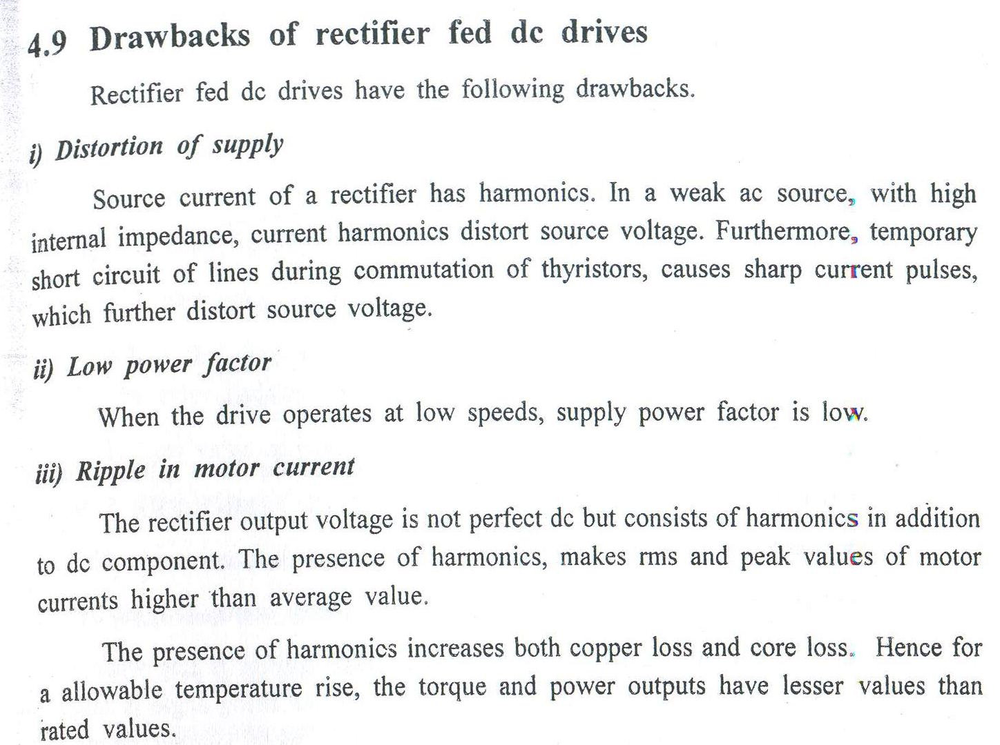 4.9 Drawbacks of rectifier fed dc drives
Rectifier fed dc drives have the following drawbacks.
i) Distortion of supply
Source current of a rectifier has harmonics. In a weak ac source, with high
internal impedance, current harmonics distort source voltage. Furthermore, temporary
short circuit of lines during commutation of thyristors, causes sharp current pulses,
which further distort source voltage.
ii) Low power factor
When the drive operates at low speeds, supply power factor is low.
iii) Ripple in motor current
The rectifier output voltage is not perfect dc but consists of harmonics in addition
to dc component. The presence of harmonics, makes rms and peak values of motor
currents higher than average value.
The presence of harmonics increases both copper loss and core loss. Hence for
a allowable temperature rise, the torque and power outputs have lesser values than
rated values.